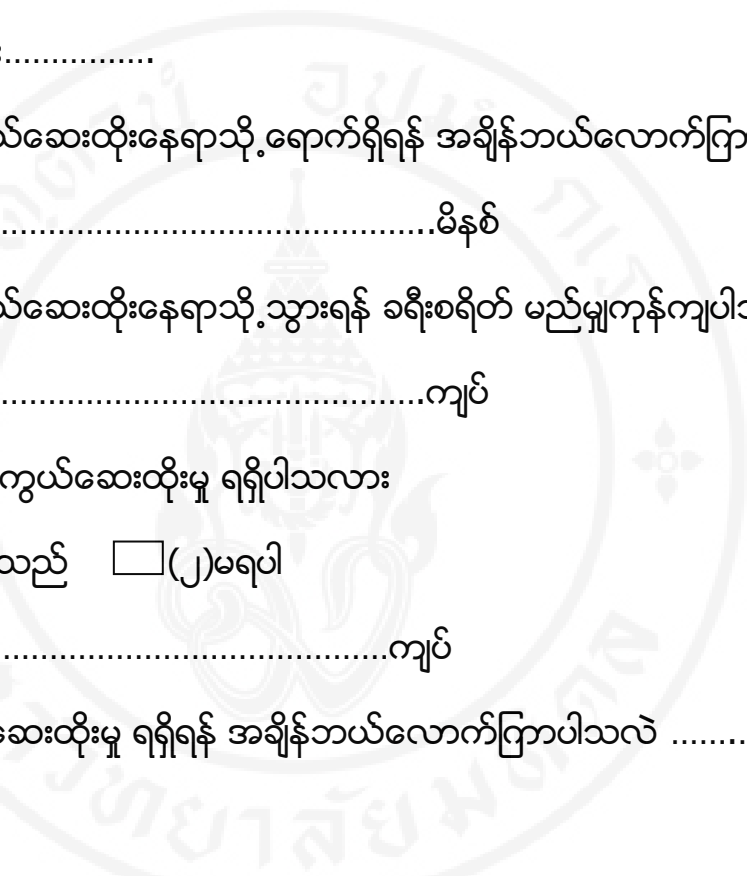 ................
ယ်ဆေးထိုးနေရာသို့ရောက်ရှိရန် အချိန်ဘယ်လောက်ကြာ
...............................................မိနစ်
ယ်ဆေးထိုးနေရာသို့သွားရန် ခရီးစရိတ် မည်မျှကုန်ကျပါ
..............................................ကျပ်
ကွယ်ဆေးထိုးမှု ရရှိပါသလား
သည် □(၂)မရပါ
..........................................ကျပ်
ဆေးထိုးမှု ရရှိရန် အချိန်ဘယ်လောက်ကြာပါသလဲ .........